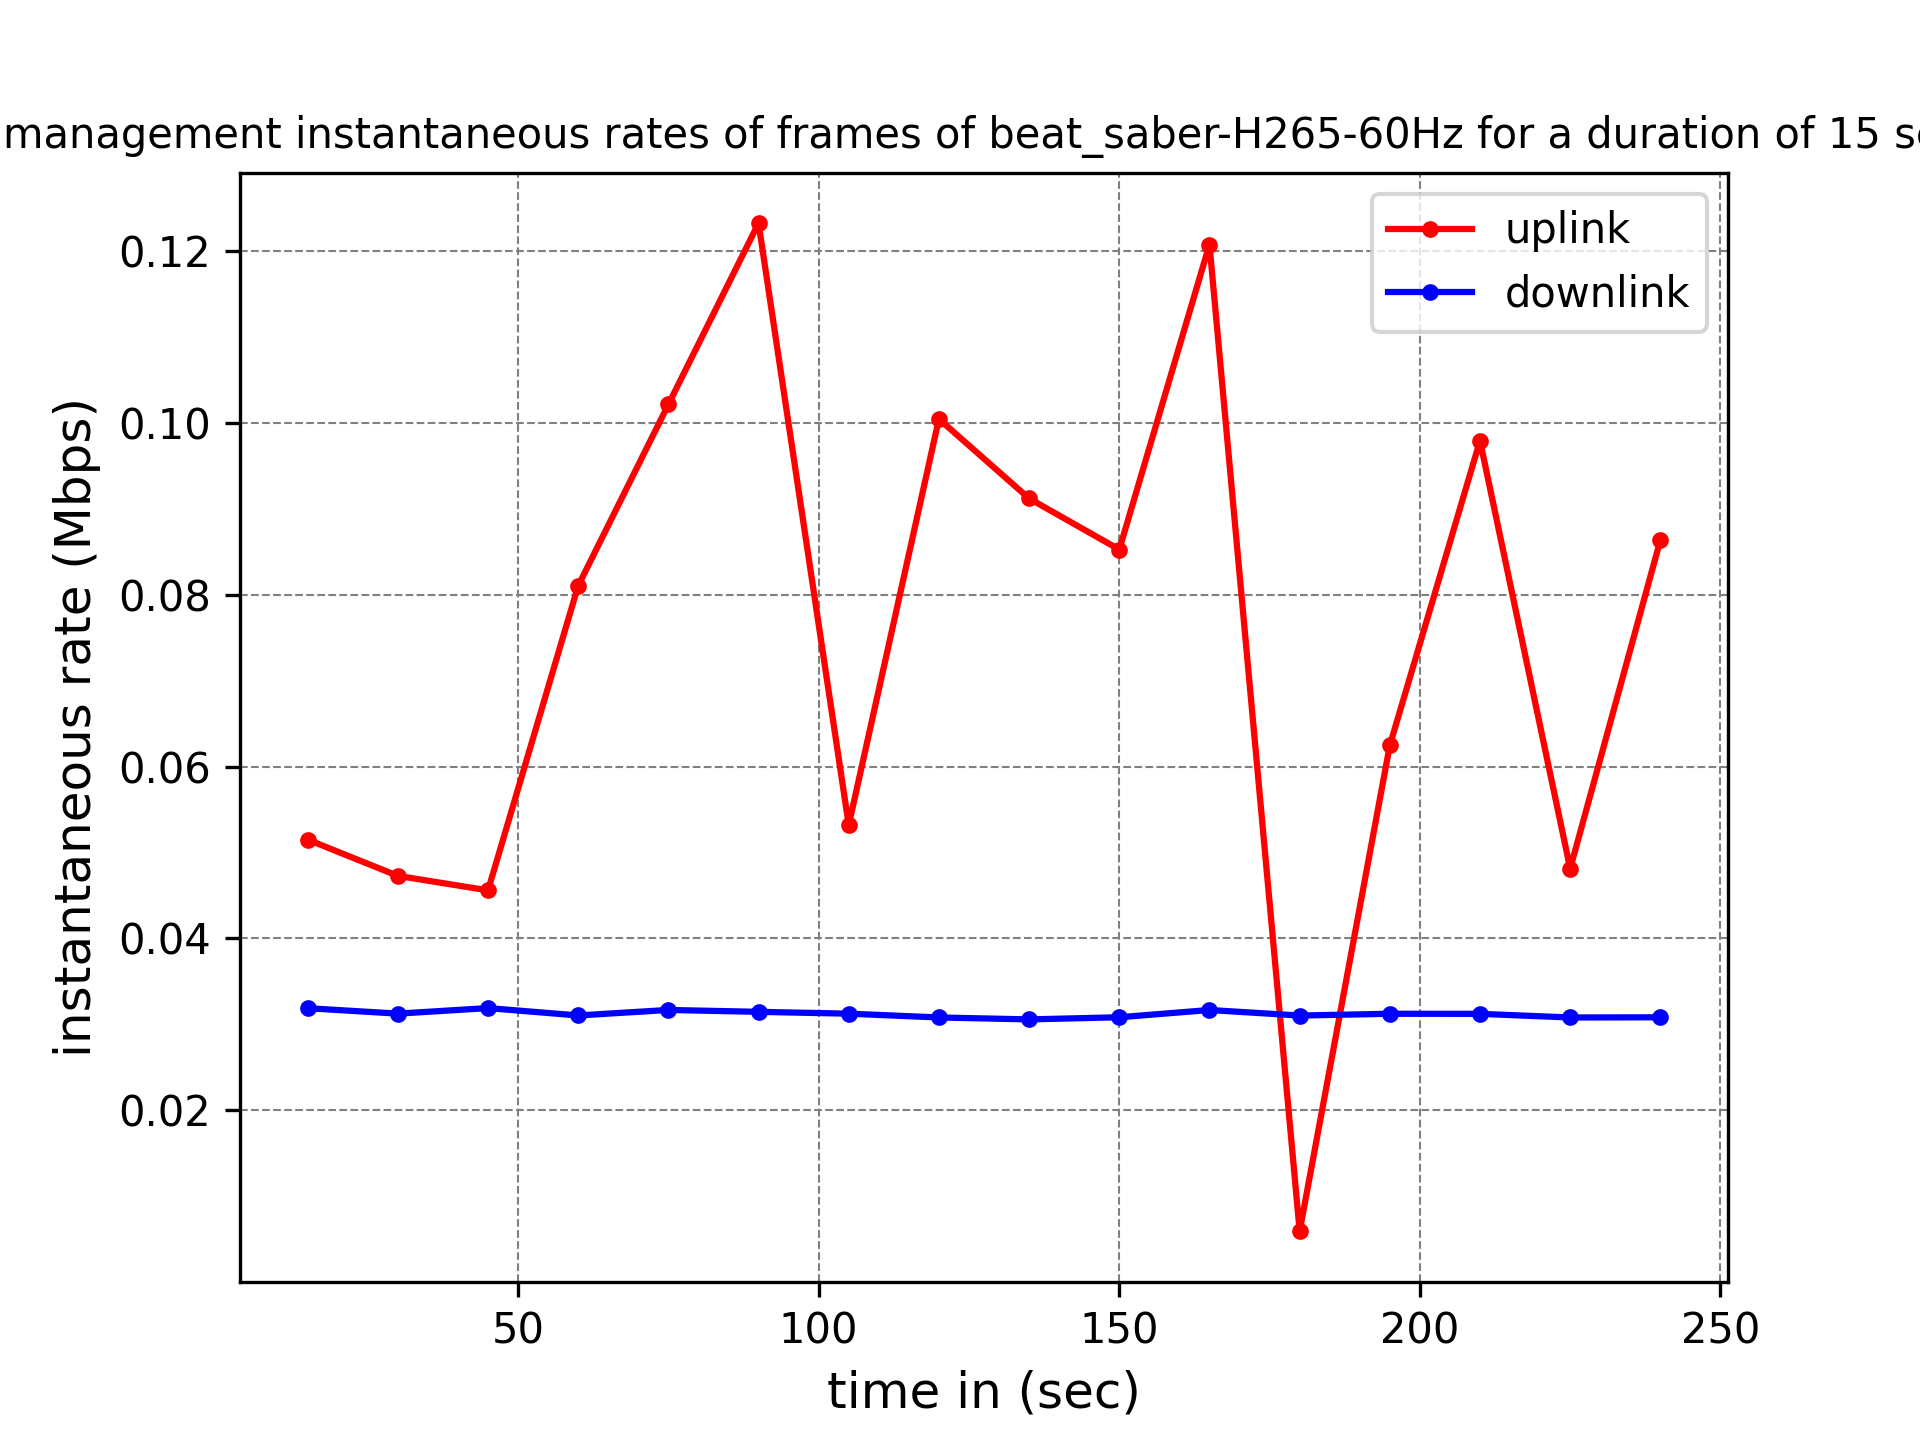 management instantaneous rates of frames of beat_saber-H265-60Hz for a duration of 15
uplink
downlink
0.12
0.10
0.08
0.06
0.04
0.02
instantaneous rate (Mbps)
50 100 150 200 250
time in (sec)